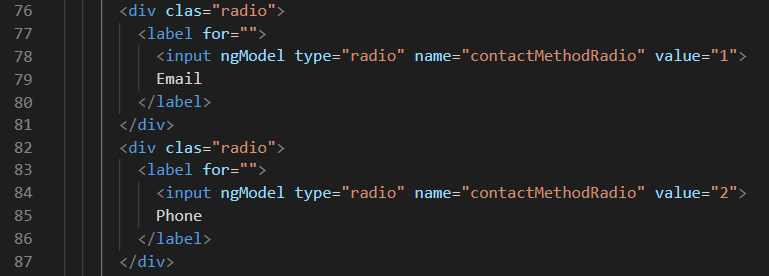 76 <div clas="radio">
77 <label for="">
78 <input ngModel type="radio" name="contactMethodRadio" value="1">
79 Email
80 </label>
81 </div>
82 <div clas="radio">
83 <label for="">
84 <input ngModel type="radio" name="contactMethodRadio" value="2">
85 Phone
86 </label>
87 </div>